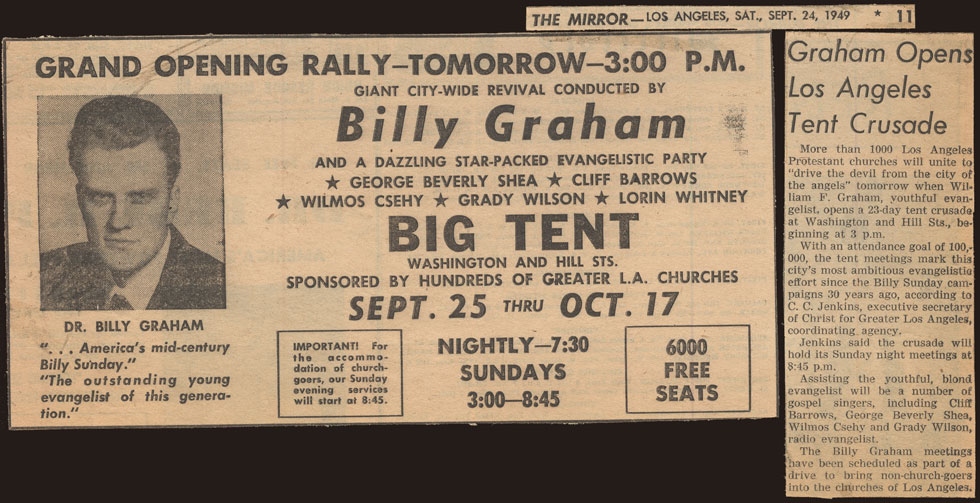 THE MIRROR—LOS ANGELES, SAT., SEPT. 24, 1949 ★ 11
GRAND OPENING RALLY—TOMORROW—3:00 P.M.
GIANT CITY-WIDE REVIVAL CONDUCTED BY
Billy Graham
AND A DAZZLING STAR-PACKED EVANGELISTIC PARTY
★ GEORGE BEVERLY SHEA ★ CLIFF BARROWS
★ WILMOS CSEHY ★ GRADY WILSON ★ LORIN WHITNEY
BIG TENT
WASHINGTON AND HILL STS.
SPONSORED BY HUNDREDS OF GREATER L.A. CHURCHES
SEPT. 25 THRU OCT. 17
DR. BILLY GRAHAM
". . . America's mid-century
Billy Sunday."
"The outstanding young
evangelist of this genera-
tion."
IMPORTANT! For
the accommo-
dation of church-
goers, our Sunday
evening services
will start at 8:45.
NIGHTLY—7:30
SUNDAYS
3:00—8:45
6000
FREE
SEATS
Graham Opens
Los Angeles
Tent Crusade
More than 1000 Los Angeles
Protestant churches will unite to
"drive the devil from the city of
the angels" tomorrow when Wil-
liam F. Graham, youthful evan-
gelist, opens a 23-day tent crusade
at Washington and Hill Sts., be-
ginning at 3 p.m.
With an attendance goal of 100,-
000, the tent meetings mark this
city's most ambitious evangelistic
effort since the Billy Sunday cam-
paigns 30 years ago, according to
C. C. Jenkins, executive secretary
of Christ for Greater Los Angeles,
coordinating agency.
Jenkins said the crusade will
hold its Sunday night meetings at
8:45 p.m.
Assisting the youthful, blond
evangelist will be a number of
gospel singers, including Cliff
Barrows, George Beverly Shea,
Wilmos Csehy and Grady Wilson,
radio evangelist.
The Billy Graham meetings
have been scheduled as part of a
drive to bring non-church-goers
into the churches of Los Angeles.